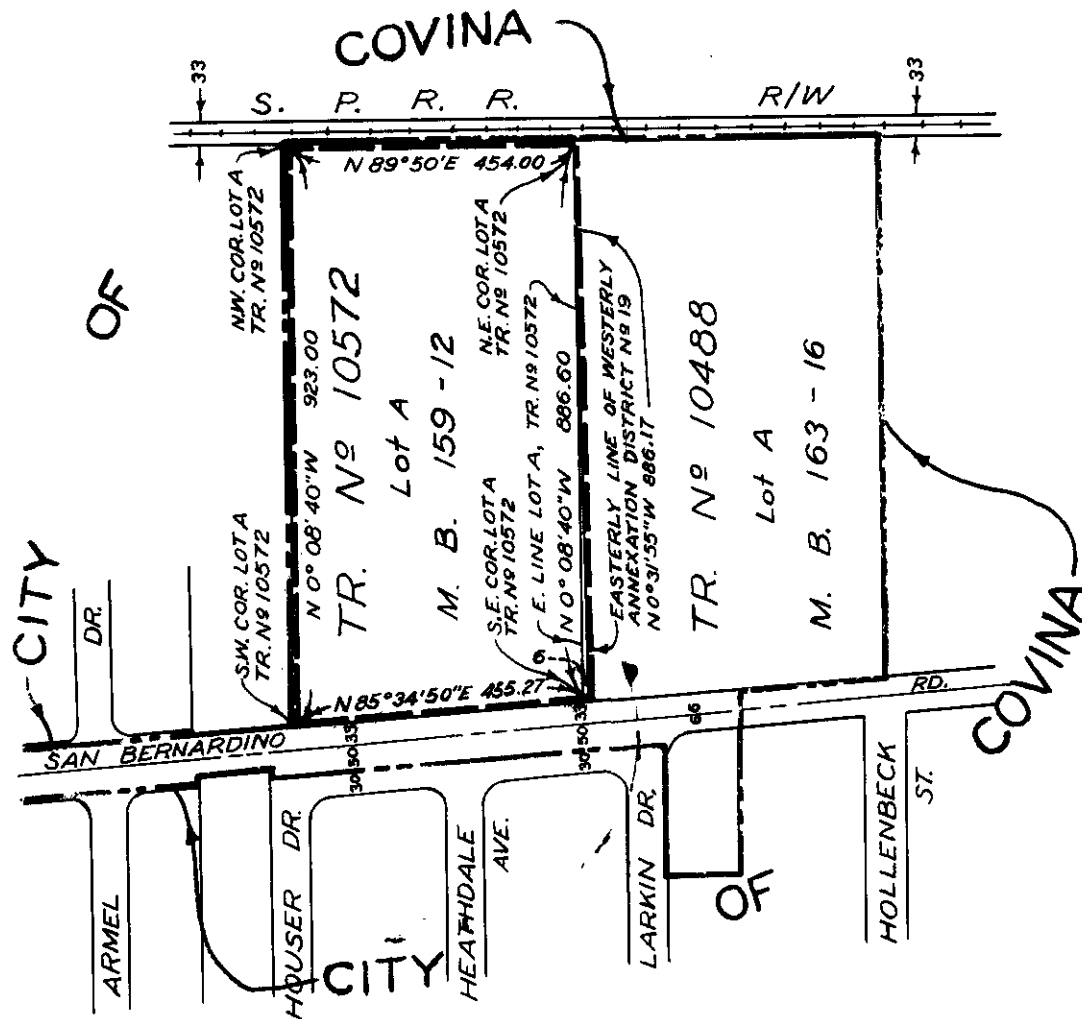 COVINA
33
S. P. R. R. R/W
33
N 89°50'E 454.00
N.W. COR. LOT A
TR. Nº 10572
OF
N 0° 08' 40"W 923.00
TR. Nº 10572
Lot A
M. B. 159 - 12
N.E. COR. LOT A
TR. Nº 10572
E. LINE LOT A, TR. Nº 10572
N 0° 08' 40"W 886.60
EASTERLY LINE OF WESTERLY
ANNEXATION DISTRICT Nº 19
N 0° 31' 55"W 886.17
TR. Nº 10488
Lot A
M. B. 163 - 16
S.W. COR. LOT A
TR. Nº 10572
S.E. COR. LOT A
TR. Nº 10572
6
N 85° 34' 50"E 455.27
CITY
DR.
SAN BERNARDINO
RD.
30 50 33
30 50 33
66
COVINA
ARMEL
HOUSER DR.
HEATHDALE
AVE.
LARKIN DR.
OF
HOLLENBECK
ST.
CITY